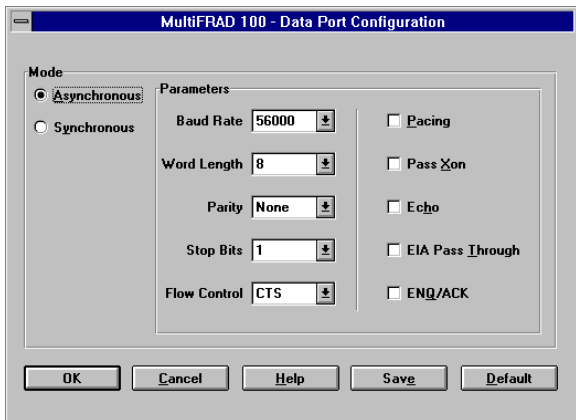 MultiFRAD 100 - Data Port Configuration
Mode
Asynchronous
Synchronous
Parameters
Baud Rate 56000
Word Length 8
Parity None
Stop Bits 1
Flow Control CTS
Pacing
Pass Xon
Echo
EIA Pass Through
ENQ/ACK
OK Cancel Help Save Default